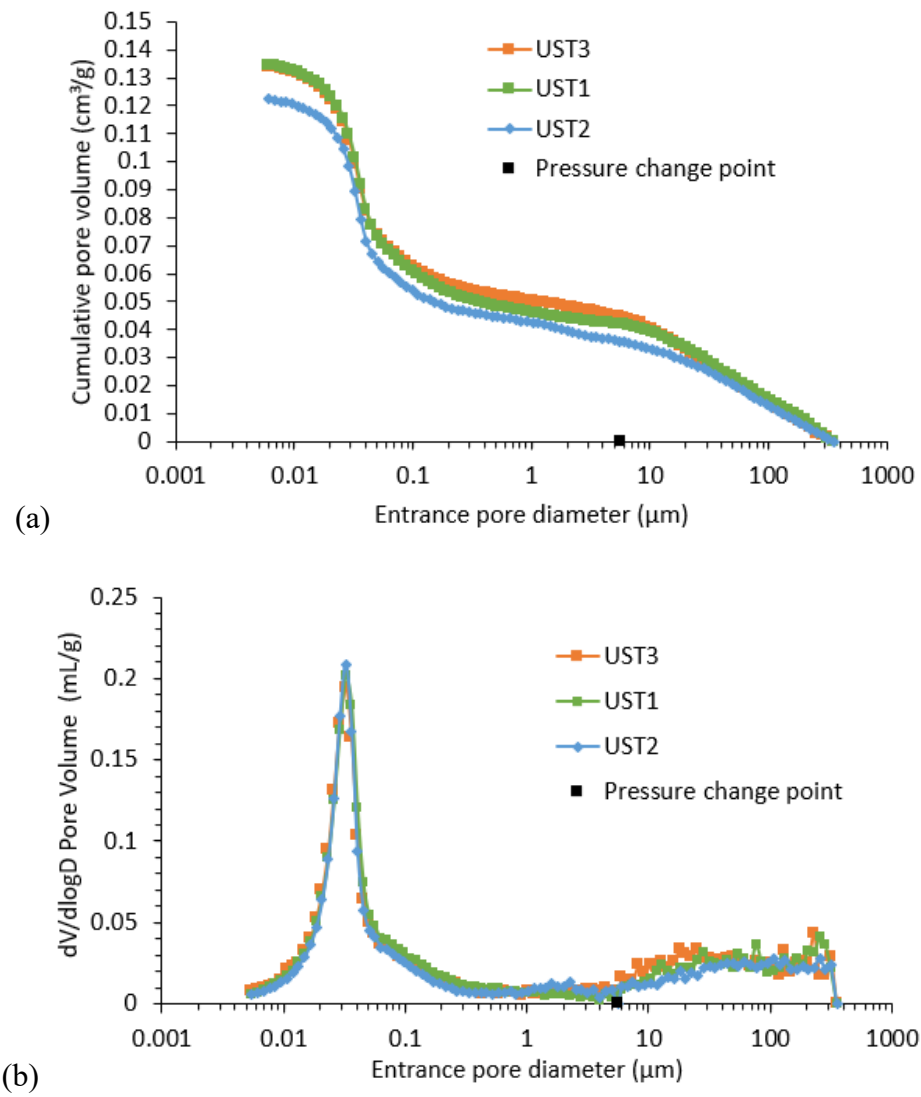 0.15
0.14
0.13
0.12
0.11
0.1
0.09
0.08
0.07
0.06
0.05
0.04
0.03
0.02
0.01
0
Cumulative pore volume (cm³/g)
UST3
UST1
UST2
Pressure change point
0.001 0.01 0.1 1 10 100 1000
Entrance pore diameter (µm)
(a)
0.25
0.2
0.15
0.1
0.05
0
dV/dlogD Pore Volume (mL/g)
UST3
UST1
UST2
Pressure change point
0.001 0.01 0.1 1 10 100 1000
Entrance pore diameter (µm)
(b)